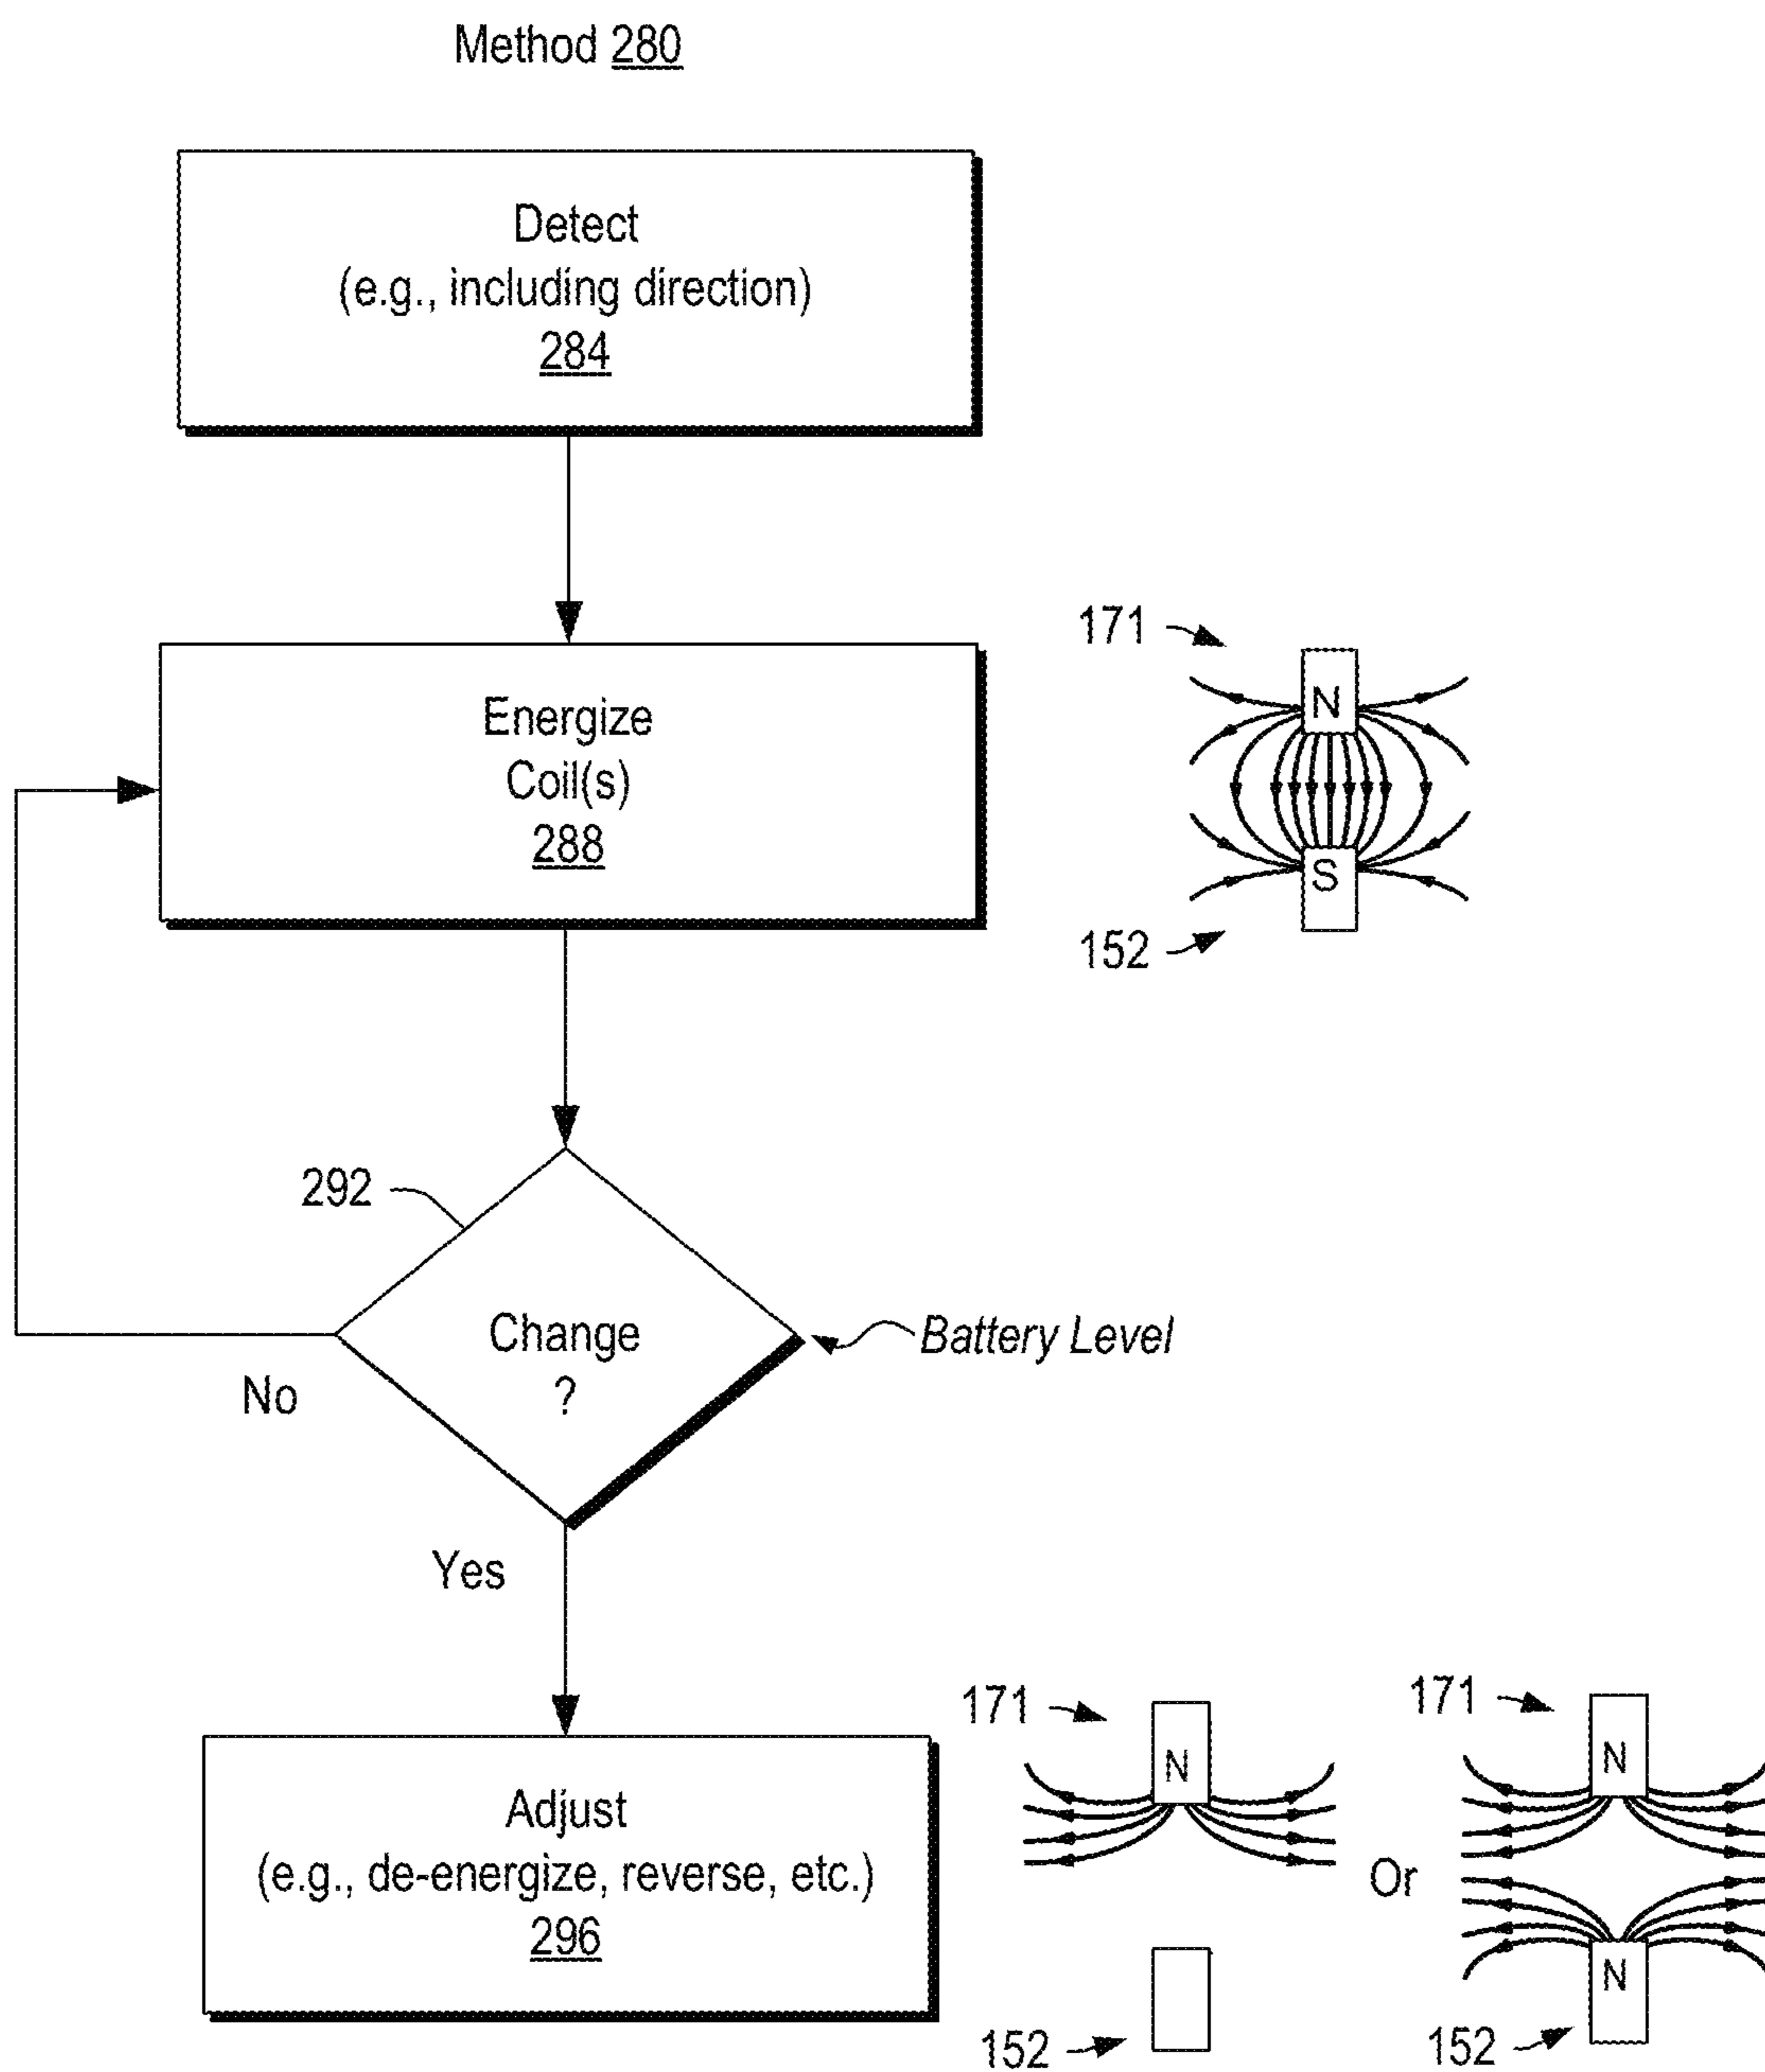 Method 280
Detect
(e.g., including direction)
284
171
N
Energize
Coil(s)
288
S
152
292
Change
?
Battery Level
No
Yes
171
N
171
N
Adjust
(e.g., de-energize, reverse, etc.)
296
Or
N
152
152